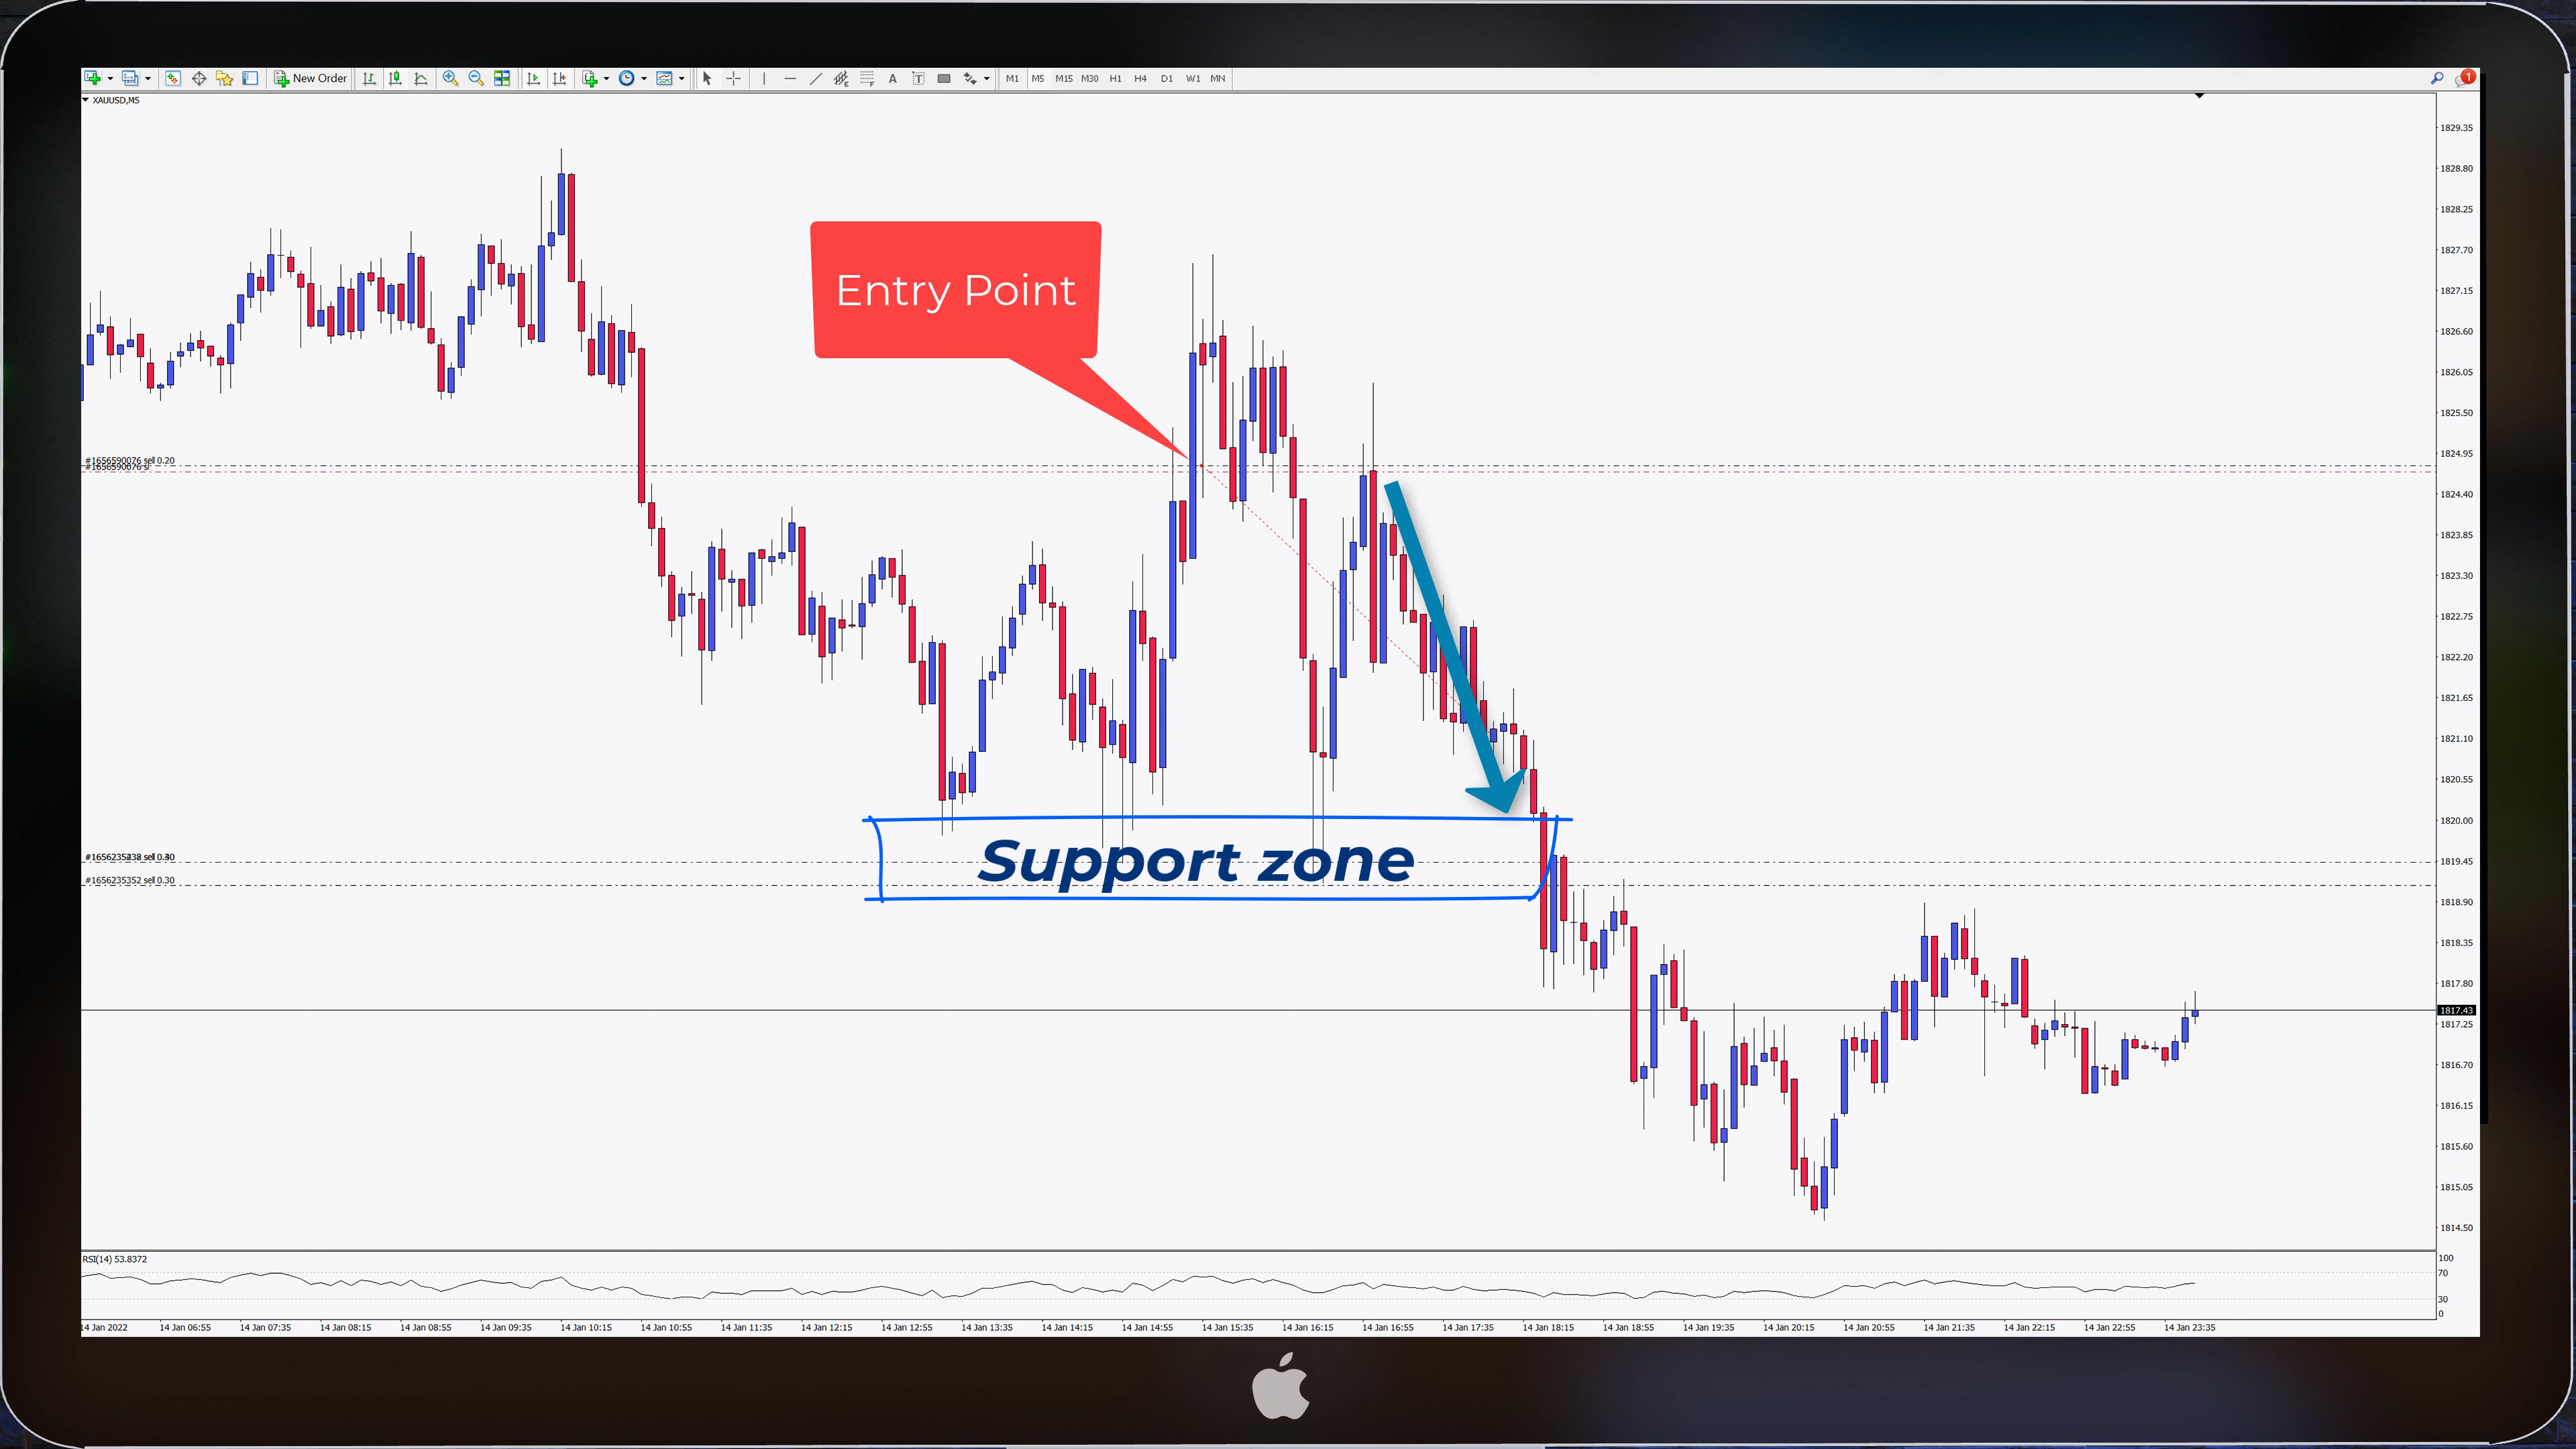 New Order
A
T
E
F
M1 M5 M15 M30 H1 H4 D1 W1 MN
1
XAUUSD,M5
1829.35
1828.80
1828.25
1827.70
Entry Point
1827.15
1826.60
1826.05
1825.50
#1656590076 sell 0.20
1824.95
#1656590076 sl
1824.40
1823.85
1823.30
1822.75
1822.20
1821.65
1821.10
1820.55
1820.00
Support zone
sell 0.40
1819.45
#1656235352 sell 0.30
1818.90
1818.35
1817.80
1817.43
1817.25
1816.70
1816.15
1815.60
1815.05
1814.50
RSI(14) 53.8372
100
70
30
0
14 Jan 2022 14 Jan 06:55 14 Jan 07:35 14 Jan 08:15 14 Jan 08:55 14 Jan 09:35 14 Jan 10:15 14 Jan 10:55 14 Jan 11:35 14 Jan 12:15 14 Jan 12:55 14 Jan 13:35 14 Jan 14:15 14 Jan 14:55 14 Jan 15:35 14 Jan 16:15 14 Jan 16:55 14 Jan 17:35 14 Jan 18:15 14 Jan 18:55 14 Jan 19:35 14 Jan 20:15 14 Jan 20:55 14 Jan 21:35 14 Jan 22:15 14 Jan 22:55 14 Jan 23:35